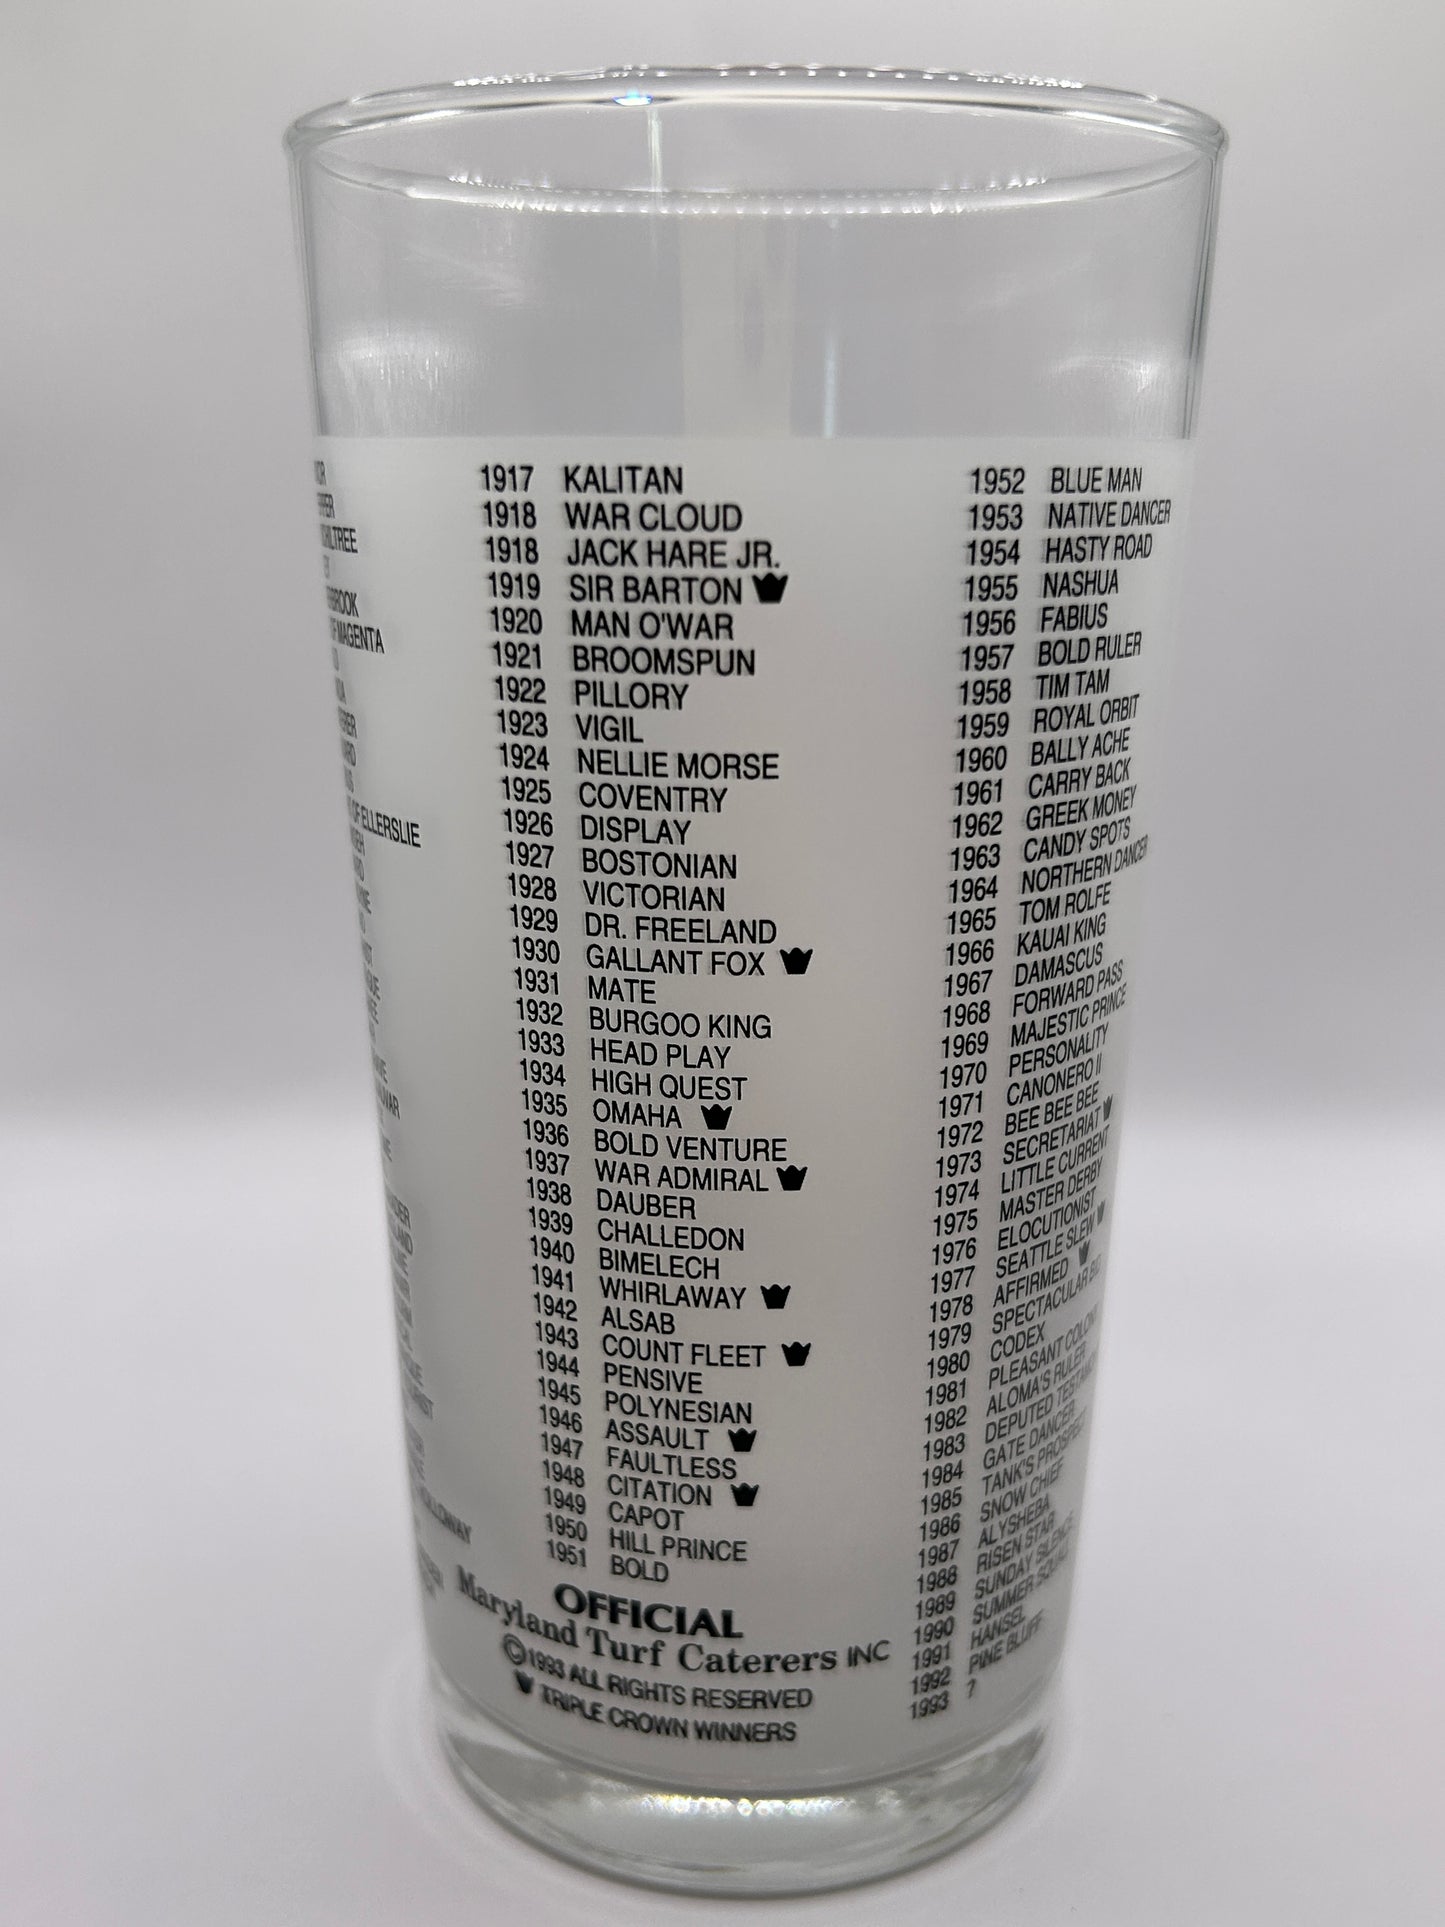 HILTREE
BROOK
OF MAGENTA
OF ELLERSLIE
HOLLOWAY
1917 KALITAN
1918 WAR CLOUD
1918 JACK HARE JR.
1919 SIR BARTON
1920 MAN O'WAR
1921 BROOMSPUN
1922 PILLORY
1923 VIGIL
1924 NELLIE MORSE
1925 COVENTRY
1926 DISPLAY
1927 BOSTONIAN
1928 VICTORIAN
1929 DR. FREELAND
1930 GALLANT FOX
1931 MATE
1932 BURGOO KING
1933 HEAD PLAY
1934 HIGH QUEST
1935 OMAHA
1936 BOLD VENTURE
1937 WAR ADMIRAL
1938 DAUBER
1939 CHALLEDON
1940 BIMELECH
1941 WHIRLAWAY
1942 ALSAB
1943 COUNT FLEET
1944 PENSIVE
1945 POLYNESIAN
1946 ASSAULT
1947 FAULTLESS
1948 CITATION
1949 CAPOT
1950 HILL PRINCE
1951 BOLD
OFFICIAL
Maryland Turf Caterers INC
©1993 ALL RIGHTS RESERVED
TRIPLE CROWN WINNERS
1952 BLUE MAN
1953 NATIVE DANCER
1954 HASTY ROAD
1955 NASHUA
1956 FABIUS
1957 BOLD RULER
1958 TIM TAM
1959 ROYAL ORBIT
1960 BALLY ACHE
1961 CARRY BACK
1962 GREEK MONEY
1963 CANDY SPOTS
1964 NORTHERN DANCER
1965 TOM ROLFE
1966 KAUAI KING
1967 DAMASCUS
1968 FORWARD PASS
1969 MAJESTIC PRINCE
1970 PERSONALITY
1971 CANONERO II
1972 BEE BEE BEE
1973 SECRETARIAT
1974 LITTLE CURRENT
1975 MASTER DERBY
1976 ELOCUTIONIST
1977 SEATTLE SLEW
1978 AFFIRMED
1979 SPECTACULAR BID
1980 CODEX
1981 PLEASANT COLONY
1982 ALOMA'S RULER
1983 DEPUTED TESTAMONY
1984 GATE DANCER
1985 TANK'S PROSPECT
1986 SNOW CHIEF
1987 ALYSHEBA
1988 RISEN STAR
1989 SUNDAY SILENCE
1990 SUMMER SQUALL
1991 HANSEL
1992 PINE BLUFF
1993 ?